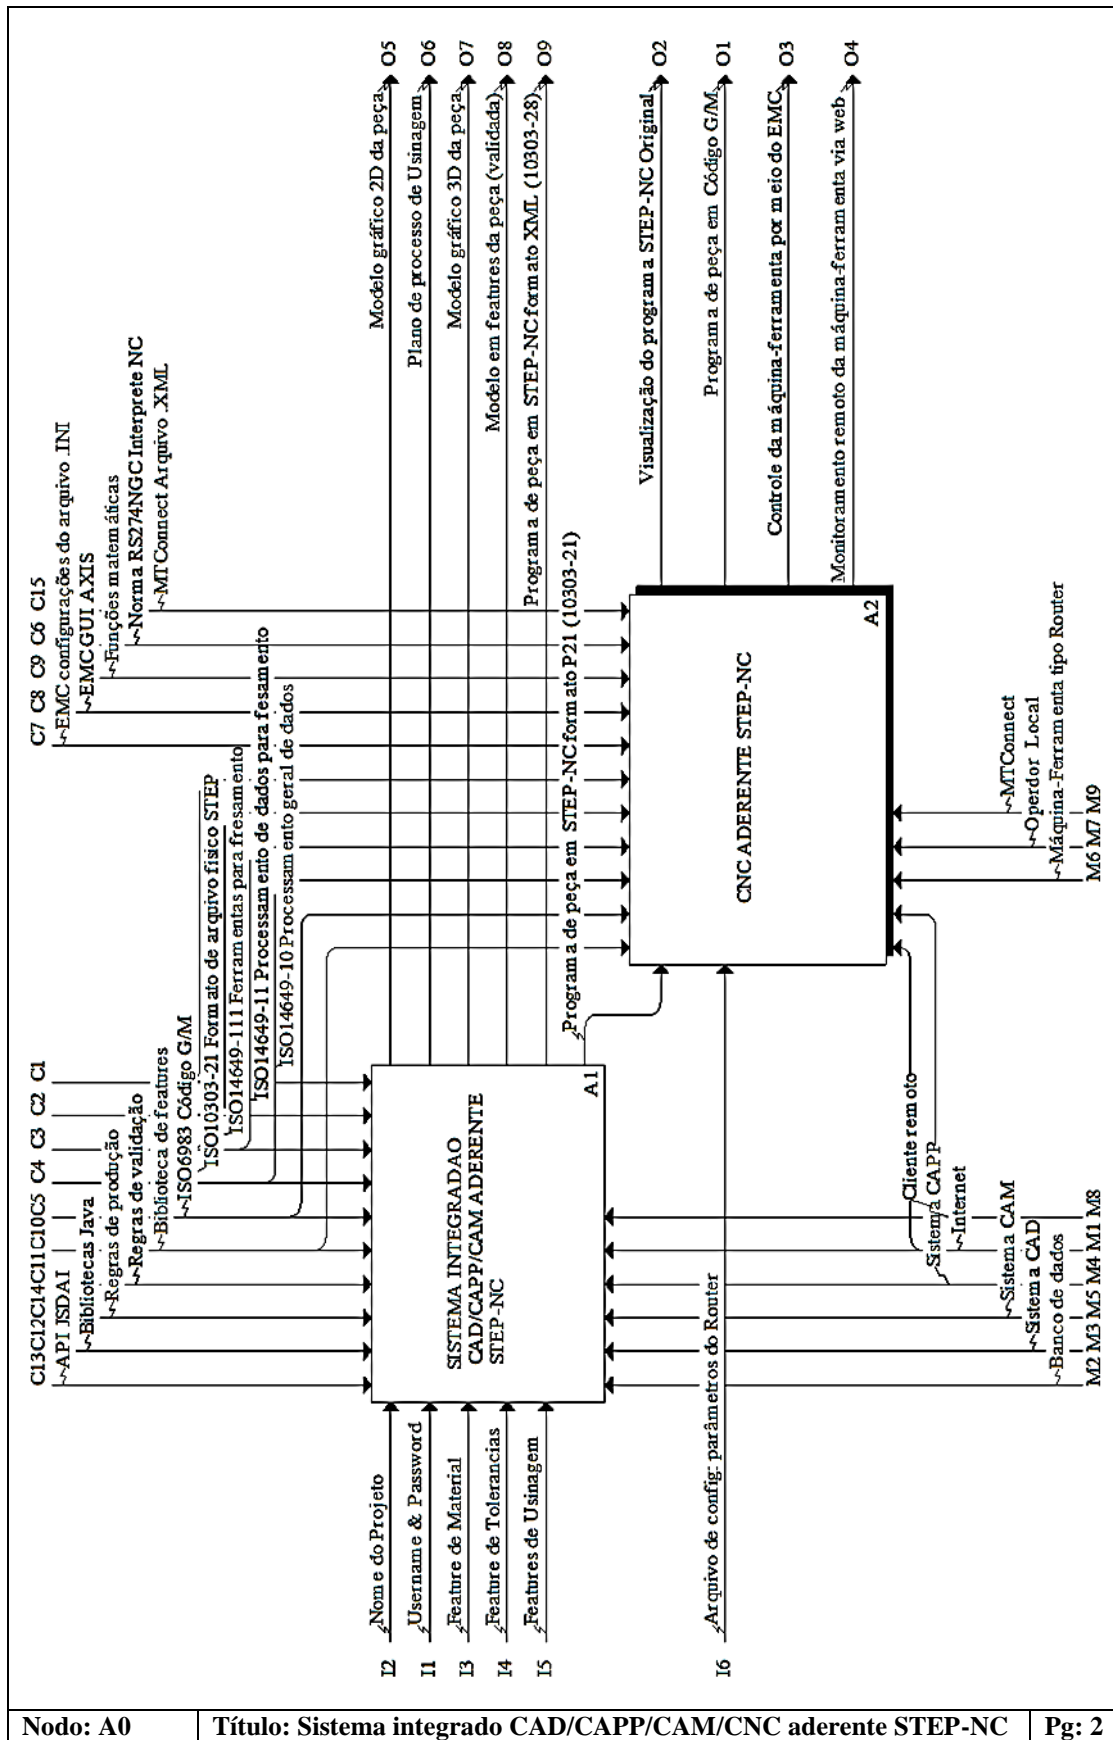 C13 C12 C14 C11 C10 C5 C4 C3 C2 C1
API JSDAI
Bibliotecas Java
Regras de produção
Regras de validação
Biblioteca de features
ISO6983 Código G/M
ISO10303-21 Formato de arquivo físico STEP
ISO14649-111 Ferramentas para fresamento
ISO14649-11 Processamento de dados para fesamento
ISO14649-10 Processamento geral de dados
C7 C8 C9 C6 C15
EMC configurações do arquivo .INI
EMC GUI AXIS
Funções matemáticas
Norma RS274NGC Interprete NC
MTConnect Arquivo .XML
I2 Nome do Projeto
I1 Username & Password
I3 Feature de Material
I4 Feature de Tolerancias
I5 Features de Usinagem
I6 Arquivo de config: parâmetros do Router
SISTEMA INTEGRADAO
CAD/CAPP/CAM ADERENTE
STEP-NC
A1
Modelo gráfico 2D da peça O5
Plano de processo de Usinagem O6
Modelo gráfico 3D da peça O7
Modelo em features da peça (validada) O8
Programa de peça em STEP-NC formato XML (10303-28) O9
Programa de peça em STEP-NC formato P21 (10303-21)
CNC ADERENTE STEP-NC
A2
Visualização do programa STEP-NC Original O2
Programa de peça em Código G/M O1
Controle da máquina-ferramenta por meio do EMC O3
Monitoramento remoto da máquina-ferramenta via web O4
Cliente remoto
Sistema CAPP
Internet
Sistema CAM
Sistema CAD
Banco de dados
M2 M3 M5 M4 M1 M8
MTConnect
Operdor Local
Máquina-Ferramenta tipo Router
M6 M7 M9
Nodo: A0 Título: Sistema integrado CAD/CAPP/CAM/CNC aderente STEP-NC Pg: 2